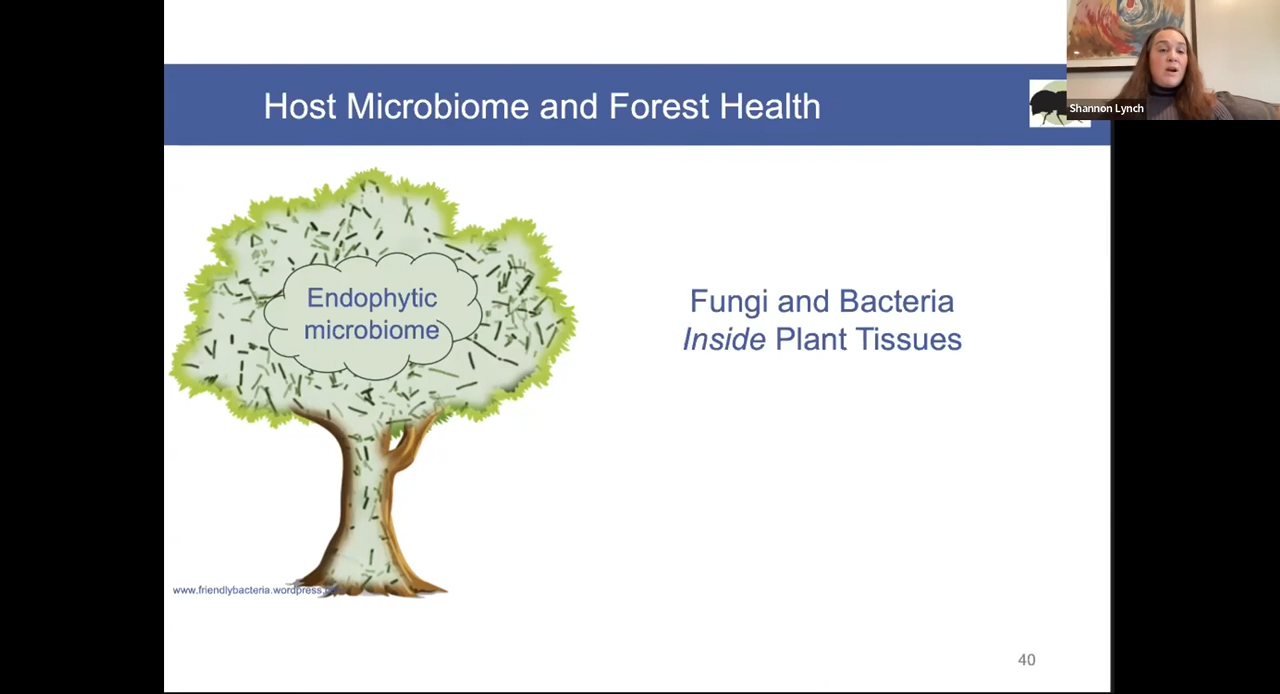 Host Microbiome and Forest Health
Shannon Lynch
Endophytic
microbiome
Fungi and Bacteria
Inside Plant Tissues
www.friendlybacteria.wordpress.
40